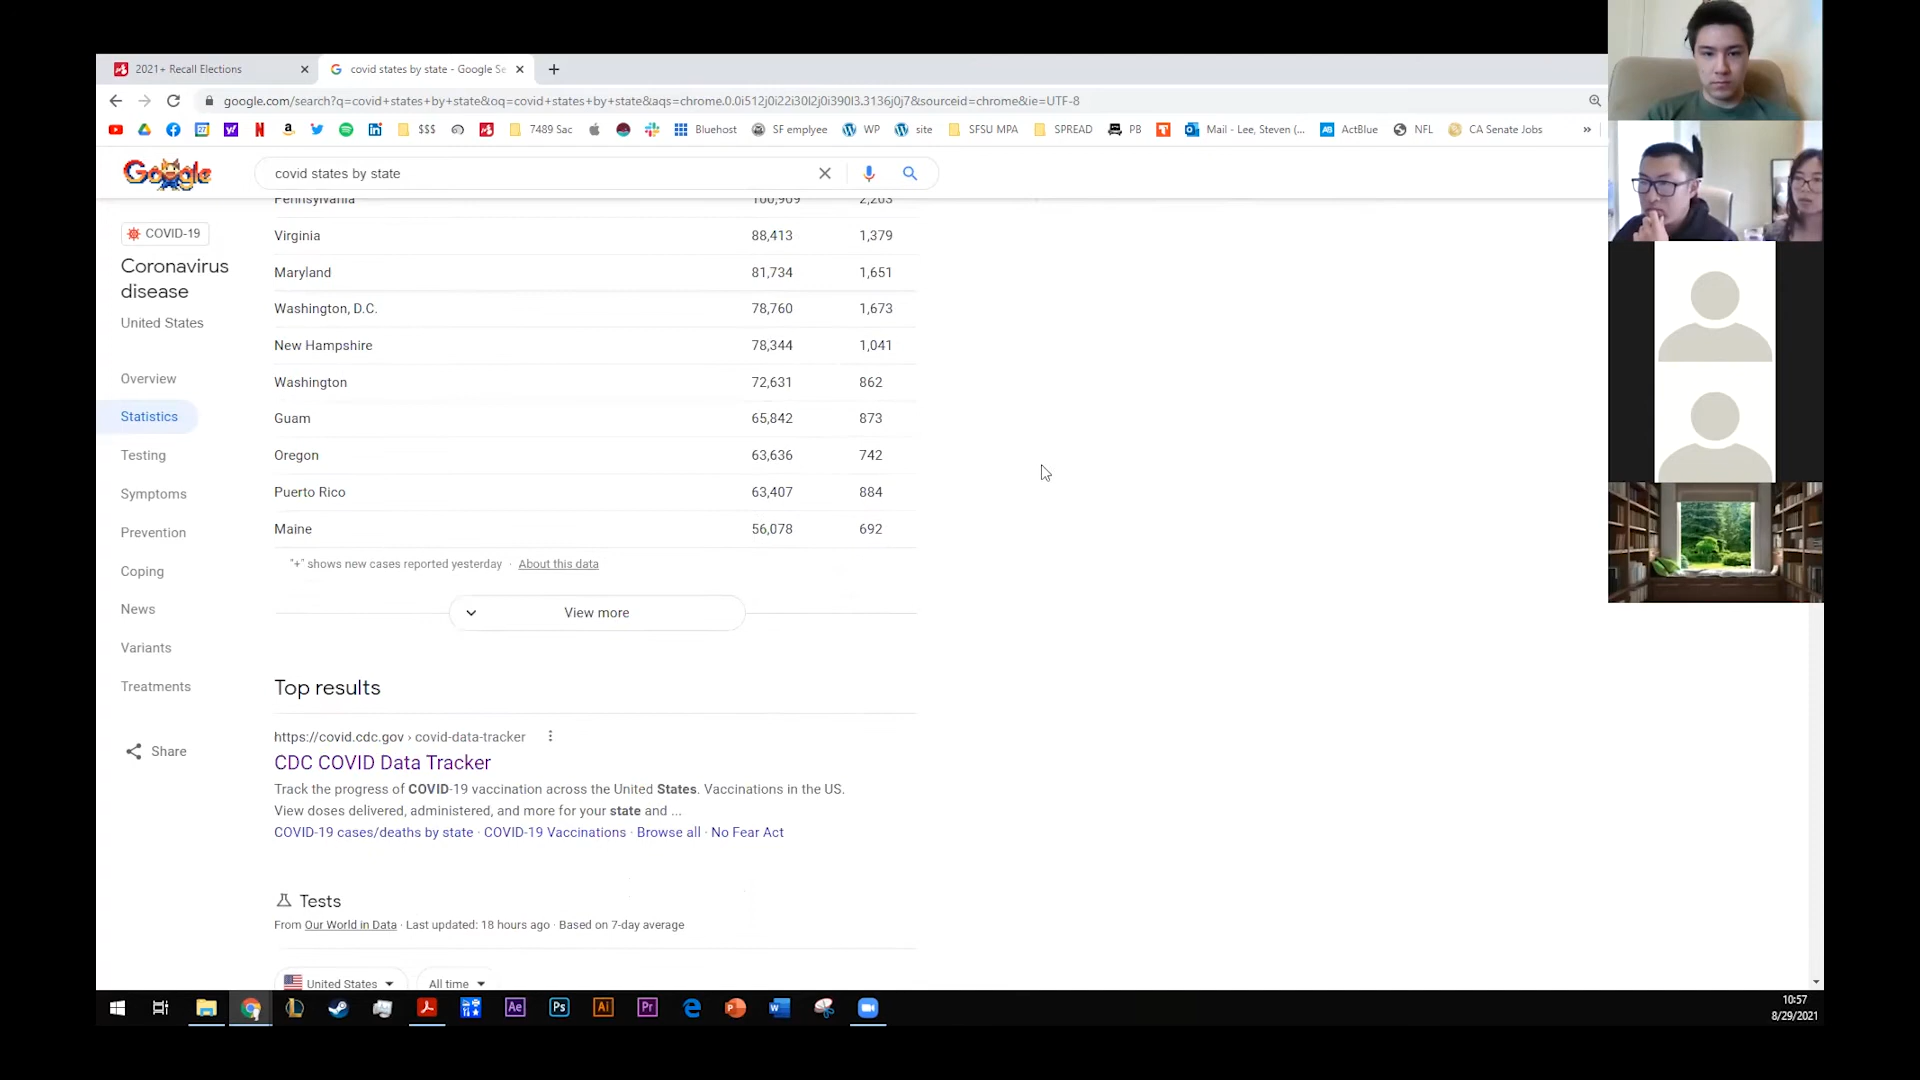 2021+ Recall Elections
covid states by state - Google Se
google.com/search?q=covid+states+by+state&oq=covid+states+by+state&aqs=chrome.0.0i512j0i22i30l2j0i390l3.3136j0j7&sourceid=chrome&ie=UTF-8
$$$ 7489 Sac Bluehost SF emplyee WP site SFSU MPA SPREAD PB Mail - Lee, Steven (... ActBlue NFL CA Senate Jobs »
Google
covid states by state
COVID-19
Coronavirus
disease
United States
Overview
Statistics
Testing
Symptoms
Prevention
Coping
News
Variants
Treatments
Share
Pennsylvania 2,263
Virginia 88,413 1,379
Maryland 81,734 1,651
Washington, D.C. 78,760 1,673
New Hampshire 78,344 1,041
Washington 72,631 862
Guam 65,842 873
Oregon 63,636 742
Puerto Rico 63,407 884
Maine 56,078 692
"+" shows new cases reported yesterday · About this data
View more
Top results
https://covid.cdc.gov › covid-data-tracker
CDC COVID Data Tracker
Track the progress of COVID-19 vaccination across the United States. Vaccinations in the US.
View doses delivered, administered, and more for your state and ...
COVID-19 cases/deaths by state · COVID-19 Vaccinations · Browse all · No Fear Act
Tests
From Our World in Data · Last updated: 18 hours ago · Based on 7-day average
United States
All time
Ae Ps Ai Pr
10:57
8/29/2021